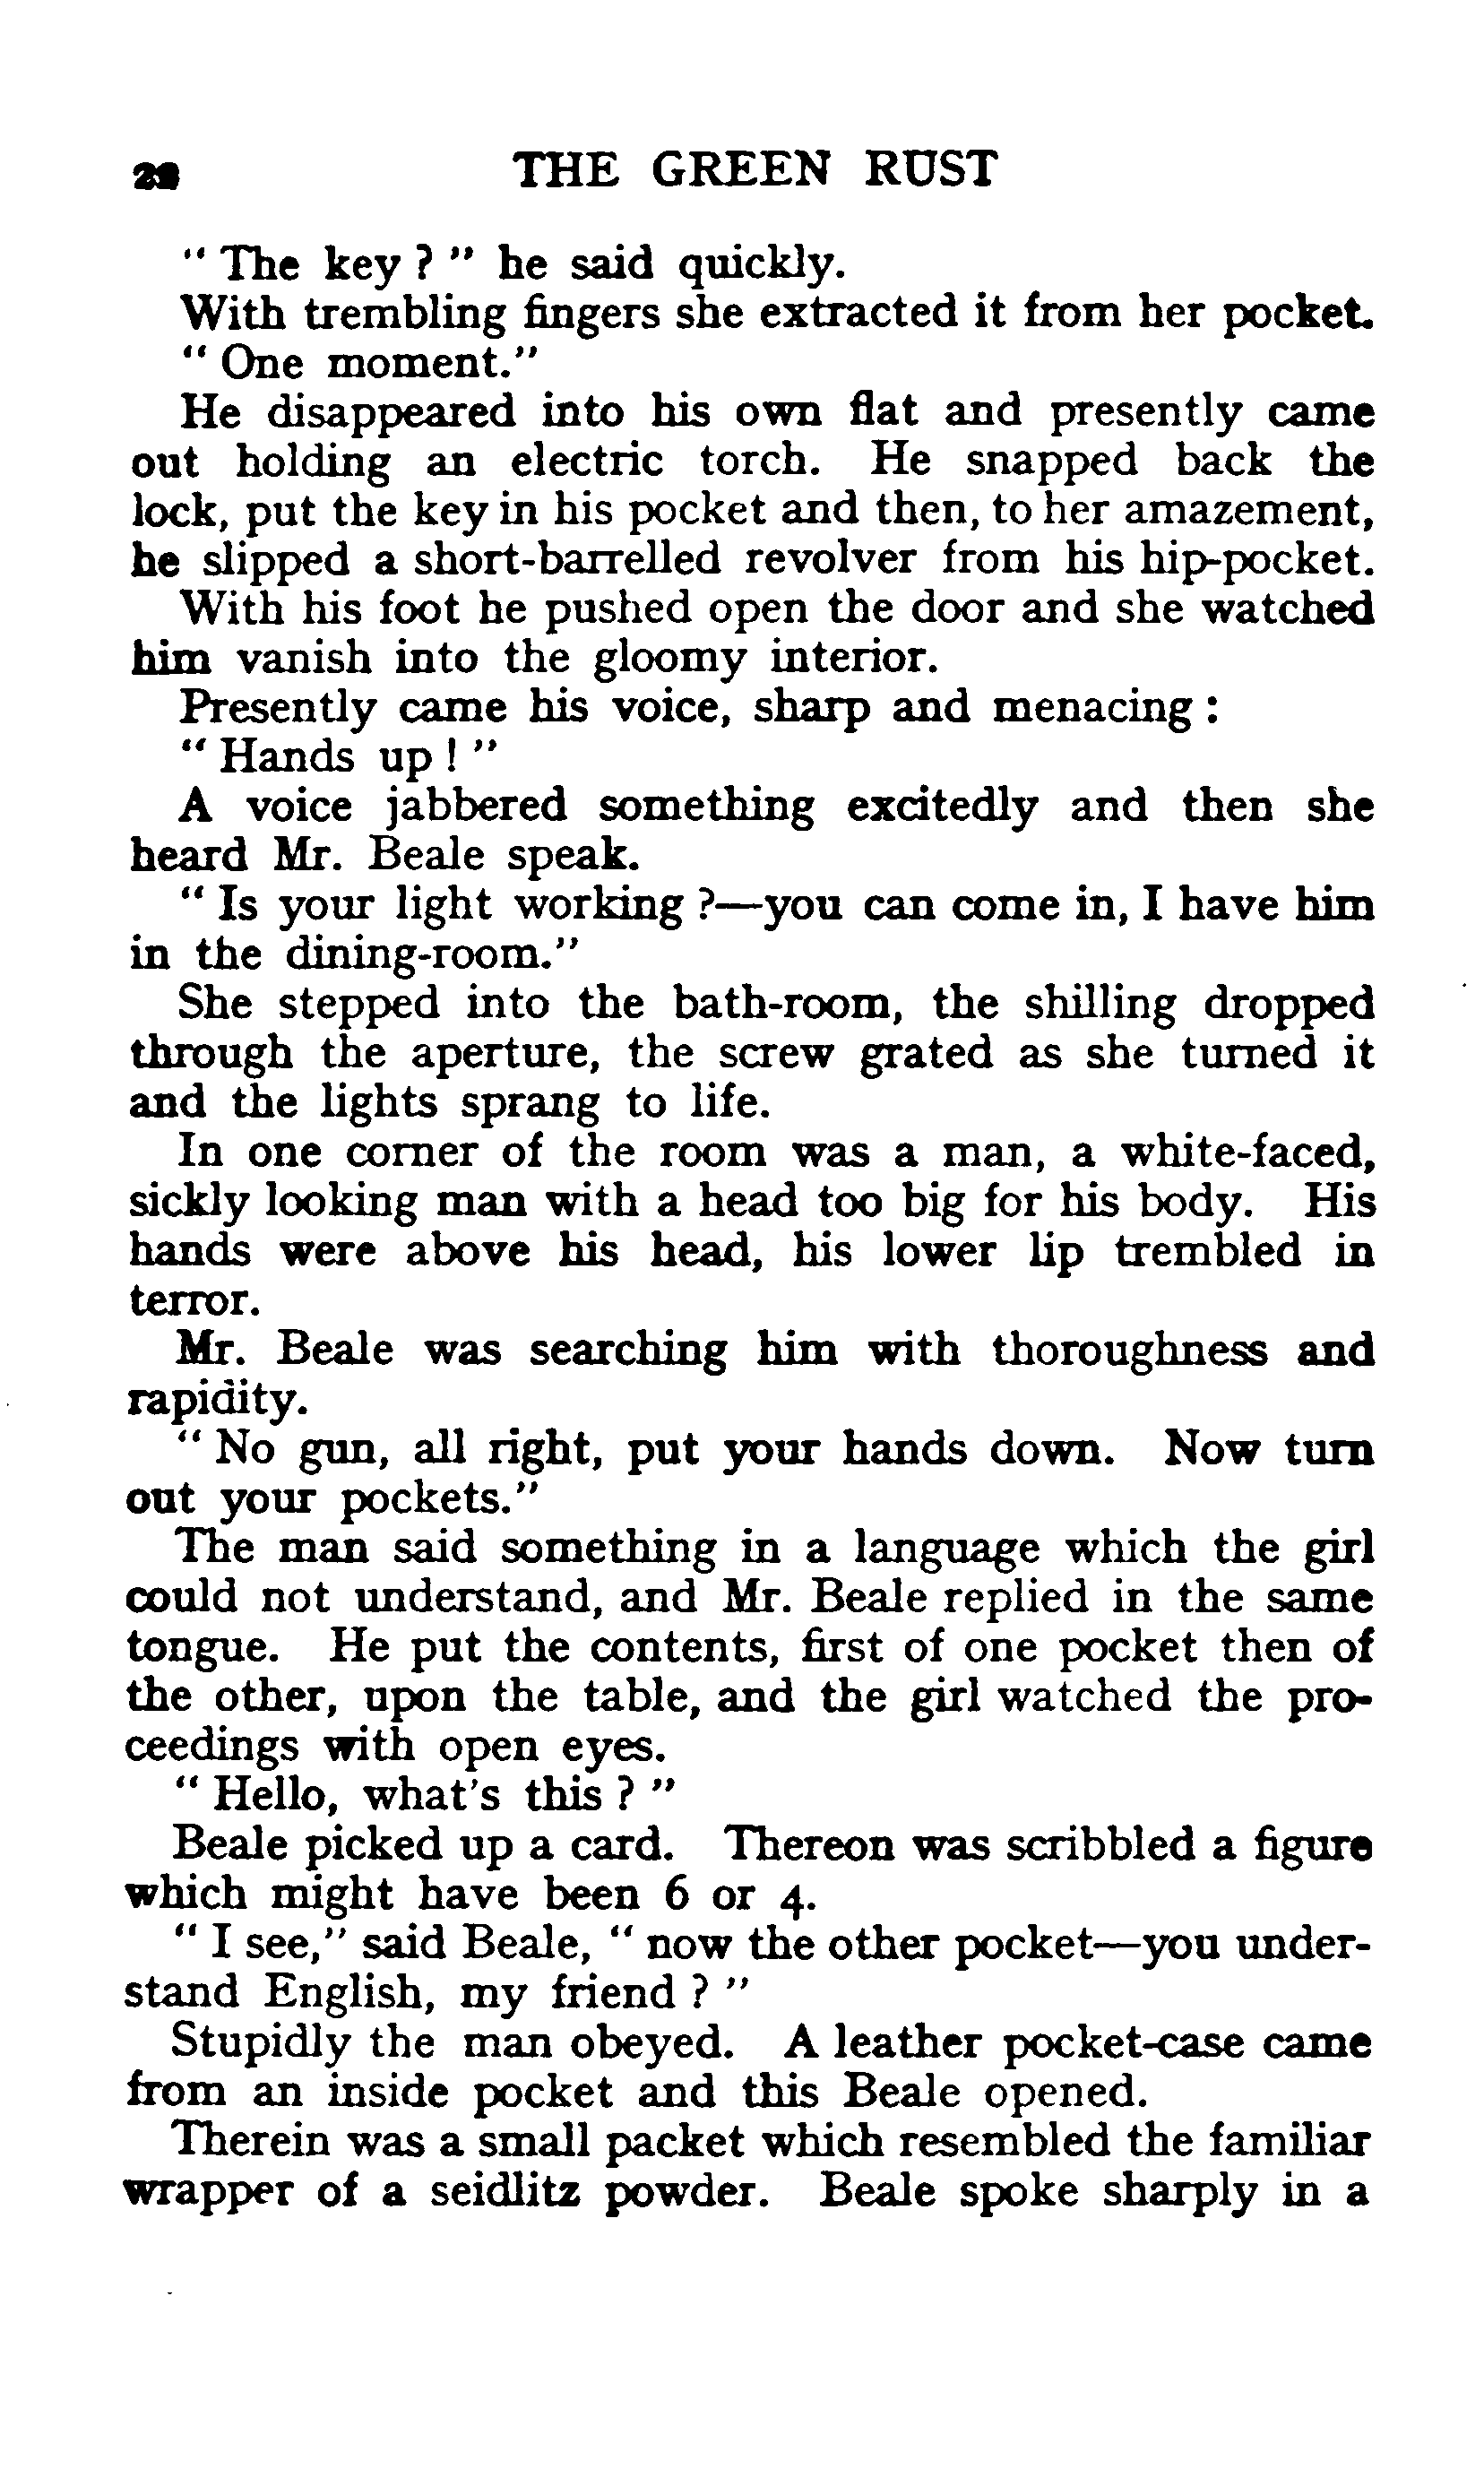 THE GREEN RUST
" The key ? " he said quickly.
With trembling fingers she extracted it from her pocket.
" One moment."
He disappeared into his own flat and presently came
out holding an electric torch. He snapped back the
lock, put the key in his pocket and then, to her amazement,
he slipped a short-barrelled revolver from his hip-pocket.
With his foot he pushed open the door and she watched
him vanish into the gloomy interior.
Presently came his voice, sharp and menacing :
" Hands up ! "
A voice jabbered something excitedly and then she
heard Mr. Beale speak.
" Is your light working ?—you can come in, I have him
in the dining-room."
She stepped into the bath-room, the shilling dropped
through the aperture, the screw grated as she turned it
and the lights sprang to life.
In one corner of the room was a man, a white-faced,
sickly looking man with a head too big for his body. His
hands were above his head, his lower lip trembled in
terror.
Mr. Beale was searching him with thoroughness and
rapidity.
" No gun, all right, put your hands down. Now turn
out your pockets."
The man said something in a language which the girl
could not understand, and Mr. Beale replied in the same
tongue. He put the contents, first of one pocket then of
the other, upon the table, and the girl watched the pro-
ceedings with open eyes.
" Hello, what's this ? "
Beale picked up a card. Thereon was scribbled a figure
which might have been 6 or 4.
" I see," said Beale, " now the other pocket—you under-
stand English, my friend ? "
Stupidly the man obeyed. A leather pocket-case came
from an inside pocket and this Beale opened.
Therein was a small packet which resembled the familiar
wrapper of a seidlitz powder. Beale spoke sharply in a